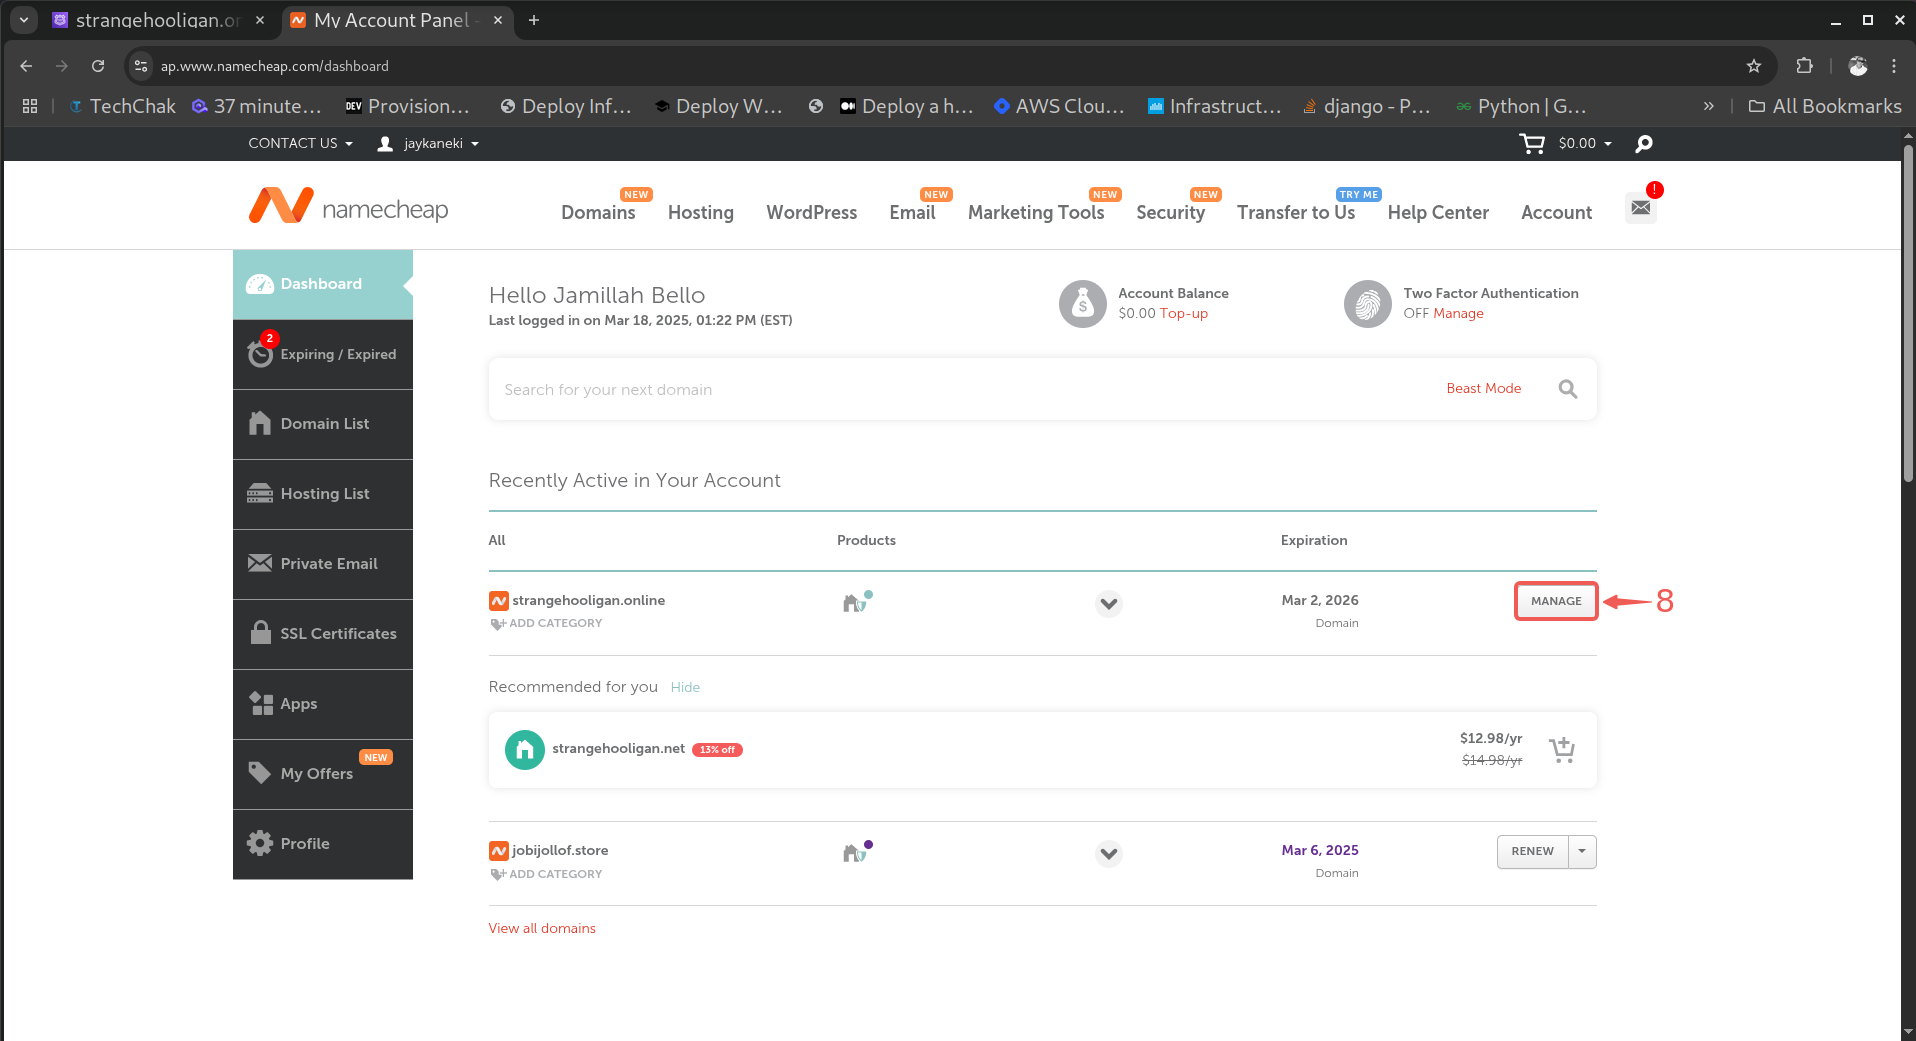 strangehooligan.or
My Account Panel -
ap.www.namecheap.com/dashboard
TechChak
37 minute...
DEV Provision...
Deploy Inf...
Deploy W...
Deploy a h...
AWS Clou...
Infrastruct...
django - P...
Python | G...
»
All Bookmarks
CONTACT US
jaykaneki
$0.00
namecheap
NEW
NEW
NEW
NEW
TRY ME
!
Domains
Hosting
WordPress
Email
Marketing Tools
Security
Transfer to Us
Help Center
Account
Dashboard
2
Expiring / Expired
Domain List
Hosting List
Private Email
SSL Certificates
Apps
NEW
My Offers
Profile
Hello Jamillah Bello
Last logged in on Mar 18, 2025, 01:22 PM (EST)
$
Account Balance
$0.00 Top-up
Two Factor Authentication
OFF Manage
Search for your next domain
Beast Mode
Recently Active in Your Account
All
Products
Expiration
strangehooligan.online
ADD CATEGORY
Mar 2, 2026
Domain
MANAGE
8
Recommended for you Hide
strangehooligan.net 13% off
$12.98/yr
$14.98/yr
jobijollof.store
ADD CATEGORY
Mar 6, 2025
Domain
RENEW
View all domains